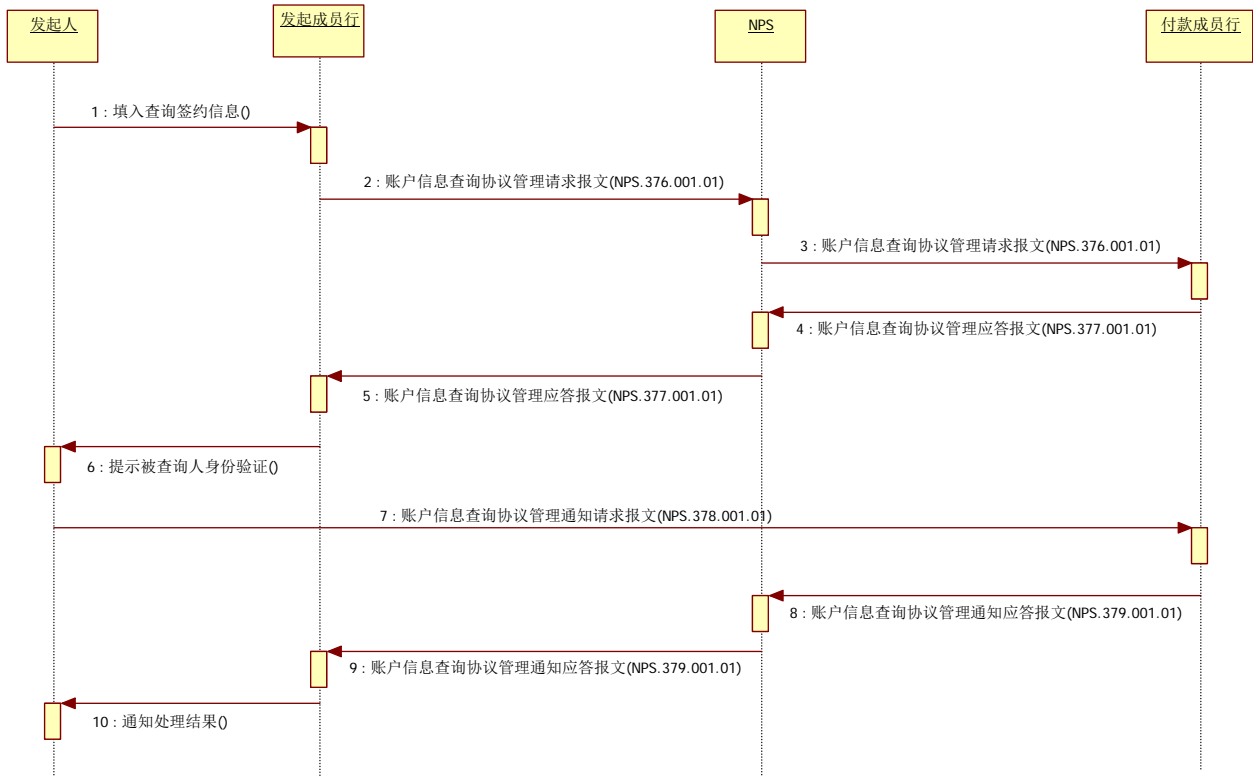 发起人
发起成员行
NPS
付款成员行
1 : 填入查询签约信息()
2 : 账户信息查询协议管理请求报文(NPS.376.001.01)
3 : 账户信息查询协议管理请求报文(NPS.376.001.01)
4 : 账户信息查询协议管理应答报文(NPS.377.001.01)
5 : 账户信息查询协议管理应答报文(NPS.377.001.01)
6 : 提示被查询人身份验证()
7 : 账户信息查询协议管理通知请求报文(NPS.378.001.01)
8 : 账户信息查询协议管理通知应答报文(NPS.379.001.01)
9 : 账户信息查询协议管理通知应答报文(NPS.379.001.01)
10 : 通知处理结果()